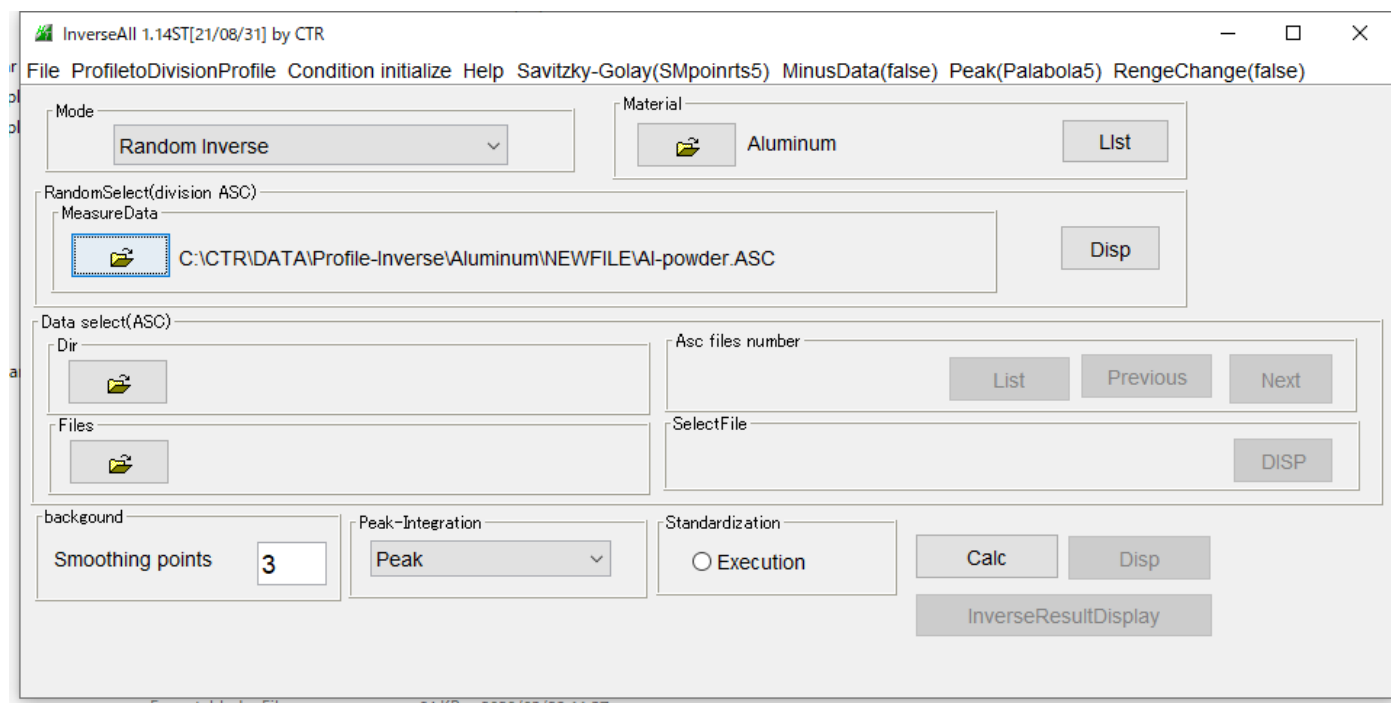 InverseAll 1.14ST[21/08/31] by CTR
File ProfiletoDivisionProfile Condition initialize Help Savitzky-Golay(SMpoinrts5) MinusData(false) Peak(Palabola5) RengeChange(false)
Mode
Random Inverse
Material
Aluminum
LIst
RandomSelect(division ASC)
MeasureData
C:\CTR\DATA\Profile-Inverse\Aluminum\NEWFILE\Al-powder.ASC
Disp
Data select(ASC)
Dir
Asc files number
List Previous Next
Files
SelectFile
DISP
backgound
Smoothing points 3
Peak-Integration
Peak
Standardization
Execution
Calc Disp
InverseResultDisplay